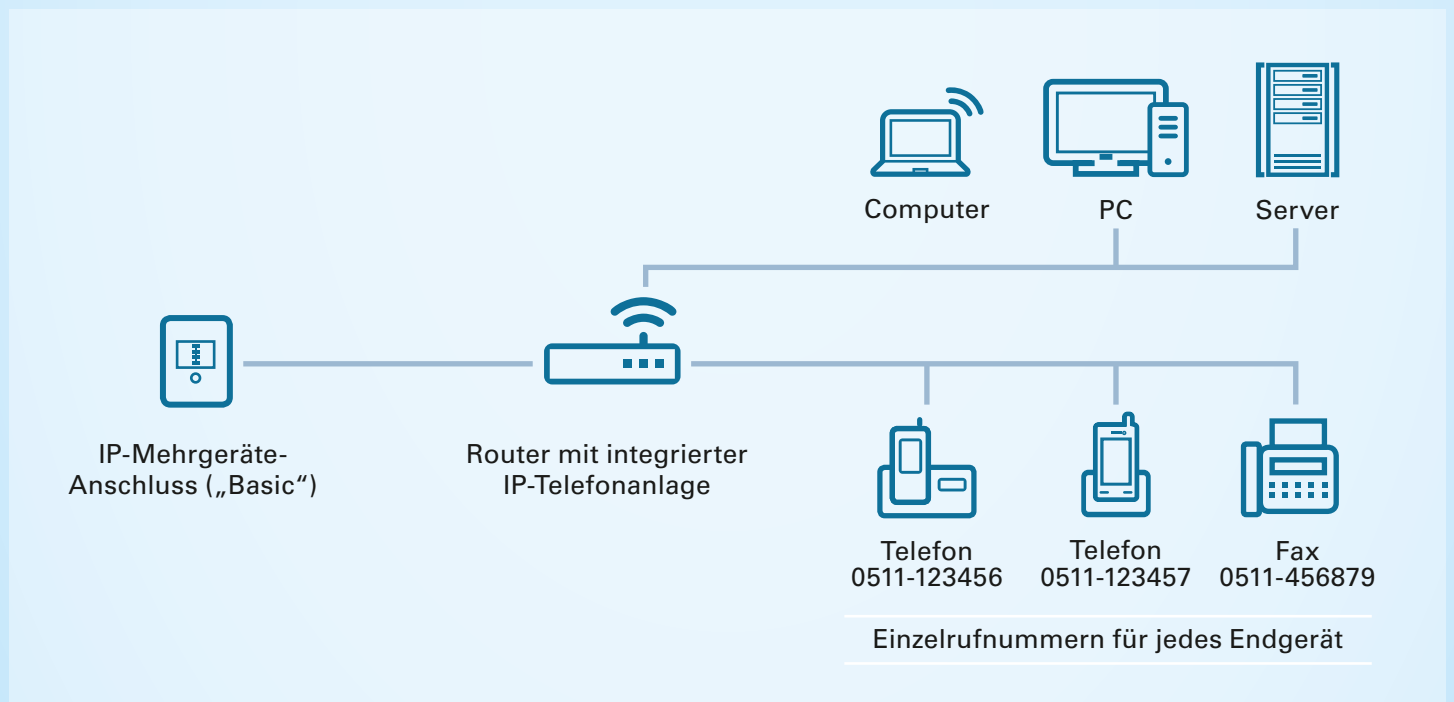 Computer
PC
Server
IP-Mehrgeräte-
Anschluss („Basic“)
Router mit integrierter
IP-Telefonanlage
Telefon
0511-123456
Telefon
0511-123457
Fax
0511-456879
Einzelrufnummern für jedes Endgerät